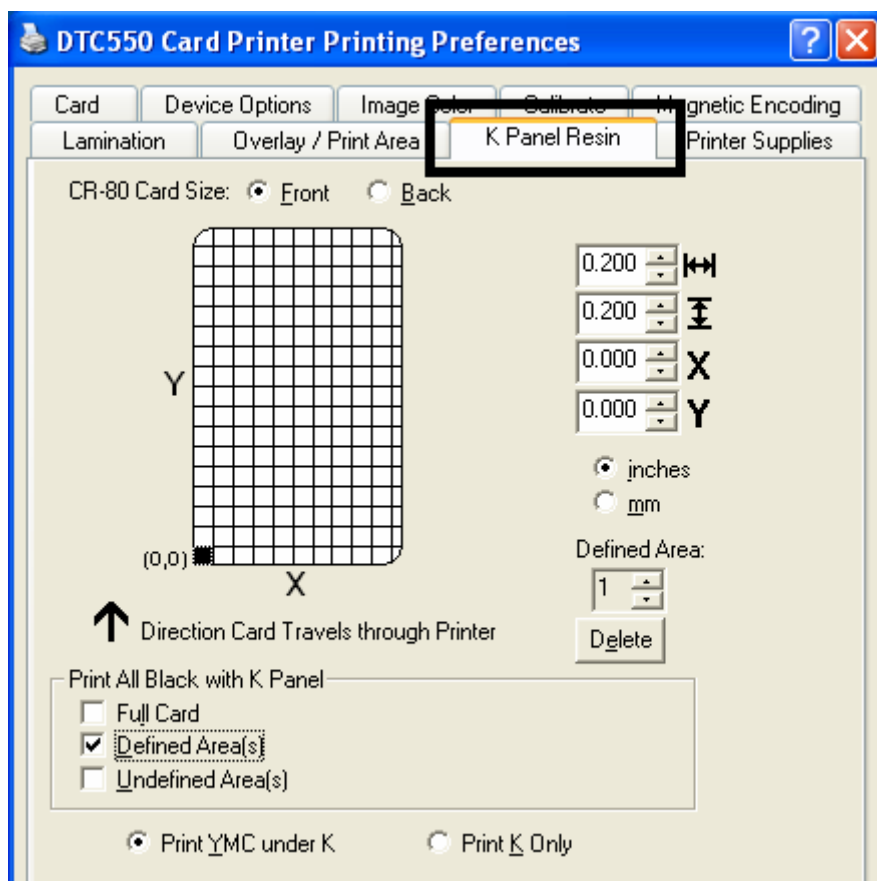 DTC550 Card Printer Printing Preferences
Card Device Options Image Color Calibrate Magnetic Encoding
Lamination Overlay / Print Area K Panel Resin Printer Supplies
CR-80 Card Size: Front Back
0.200
0.200
0.000 X
0.000 Y
Y
inches
mm
(0,0)
X
Defined Area:
1
Direction Card Travels through Printer
Delete
Print All Black with K Panel
Full Card
Defined Area(s)
Undefined Area(s)
Print YMC under K Print K Only